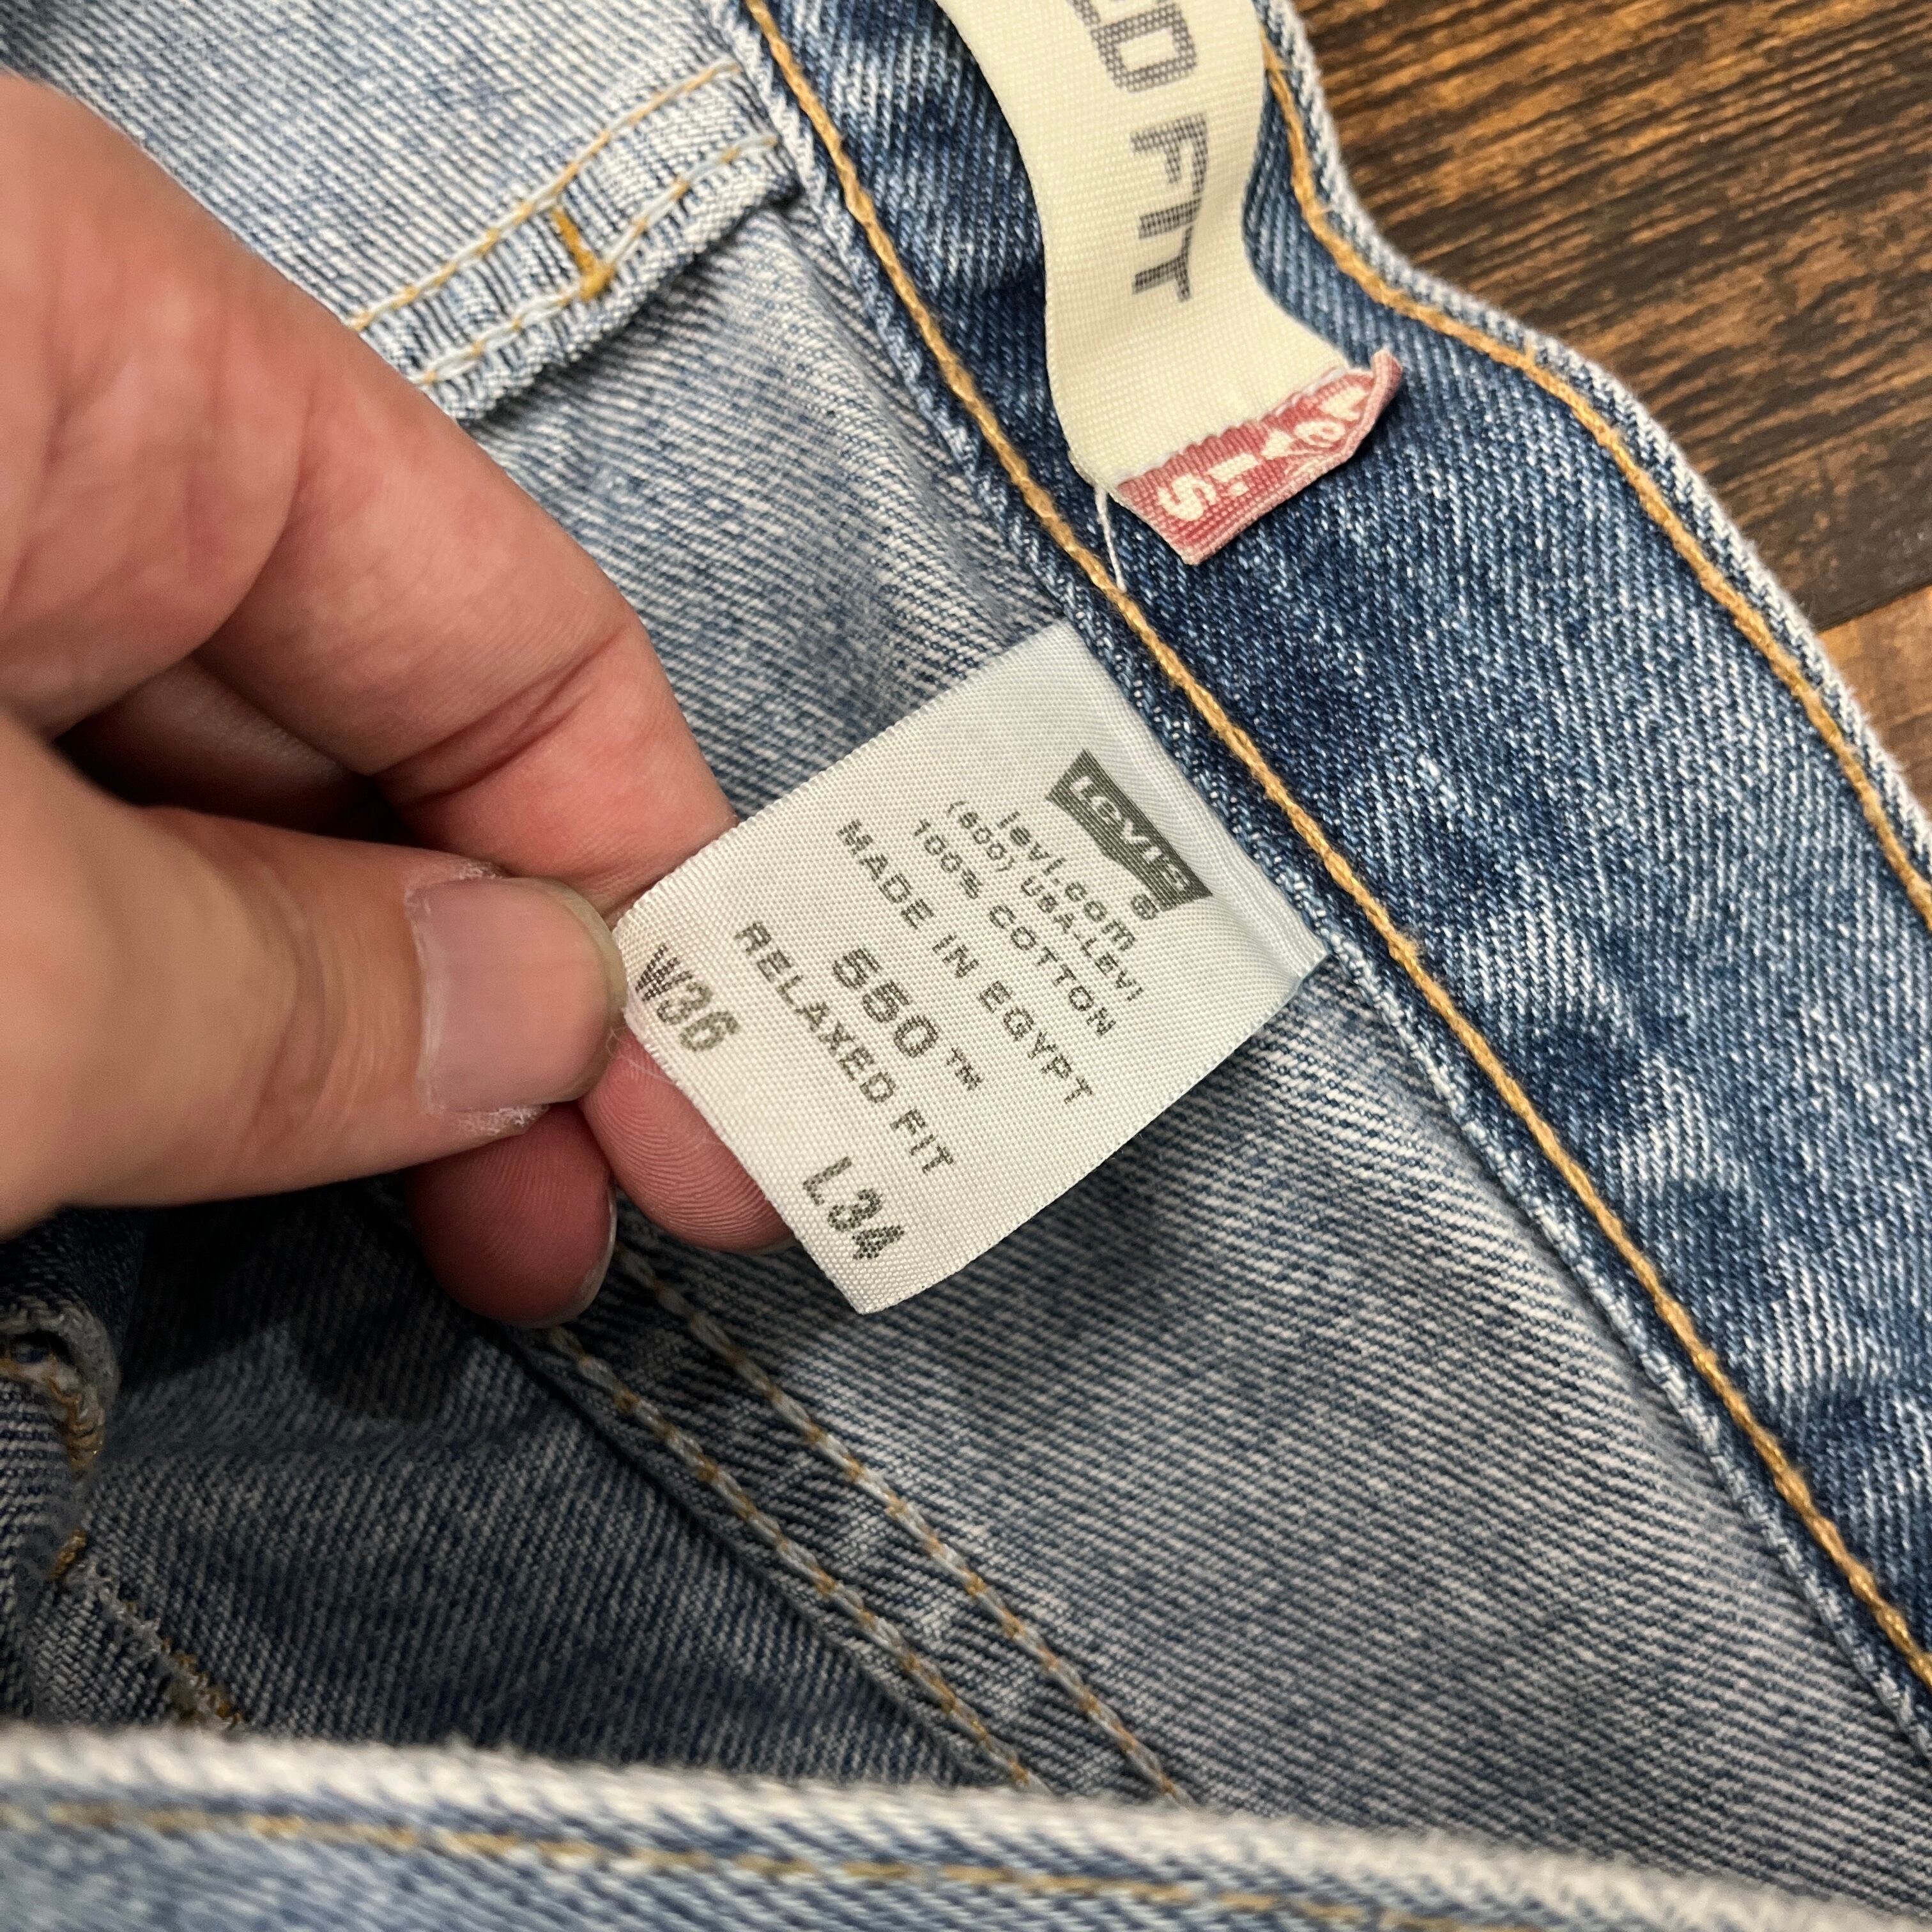 ED FIT
Levi's
LEVI'S ®
levi.com
(800) USA-LEVI
100% COTTON
MADE IN EGYPT
550™
RELAXED FIT
W36 L34